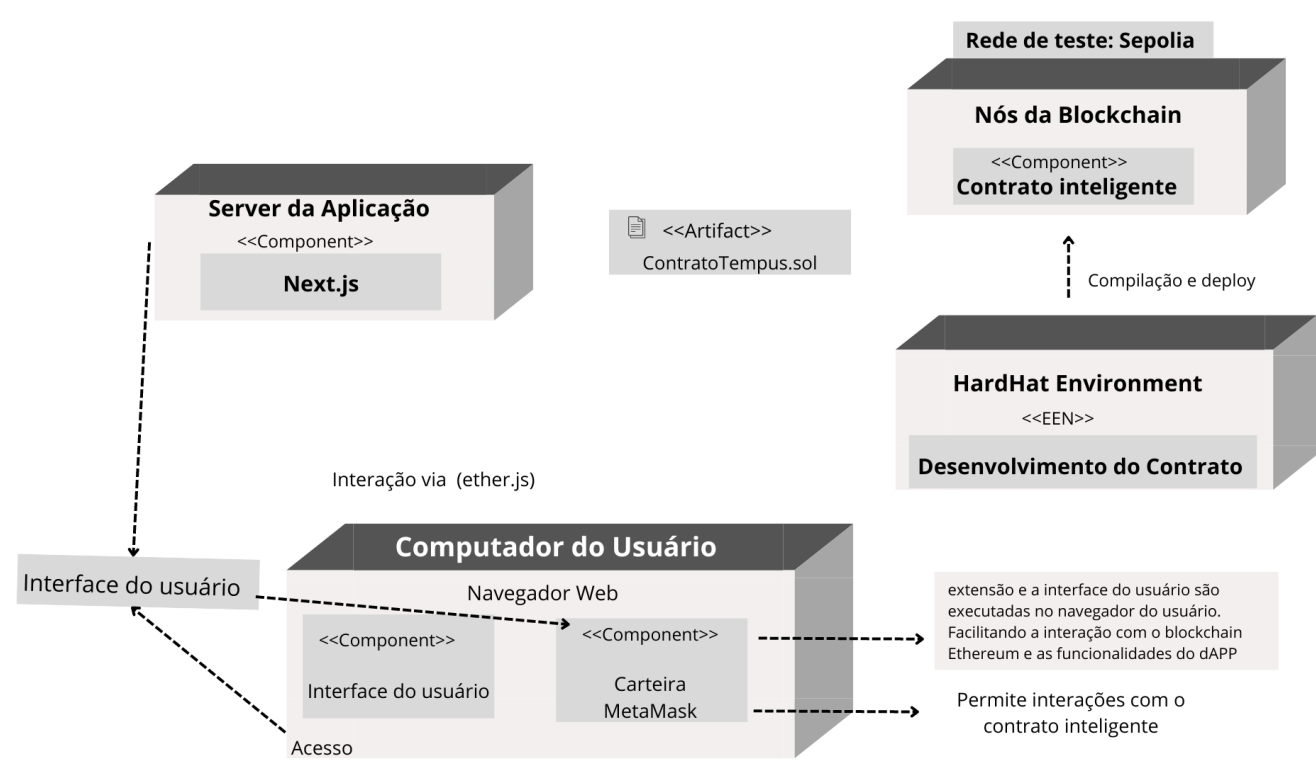 Rede de teste: Sepolia
Nós da Blockchain
<<Component>>
Contrato inteligente
Server da Aplicação
<<Component>>
Next.js
<<Artifact>>
ContratoTempus.sol
Compilação e deploy
HardHat Environment
<<EEN>>
Desenvolvimento do Contrato
Interação via (ether.js)
Computador do Usuário
Navegador Web
Interface do usuário
<<Component>>
Interface do usuário
<<Component>>
Carteira
MetaMask
Acesso
extensão e a interface do usuário são
executadas no navegador do usuário.
Facilitando a interação com o blockchain
Ethereum e as funcionalidades do dAPP
Permite interações com o
contrato inteligente